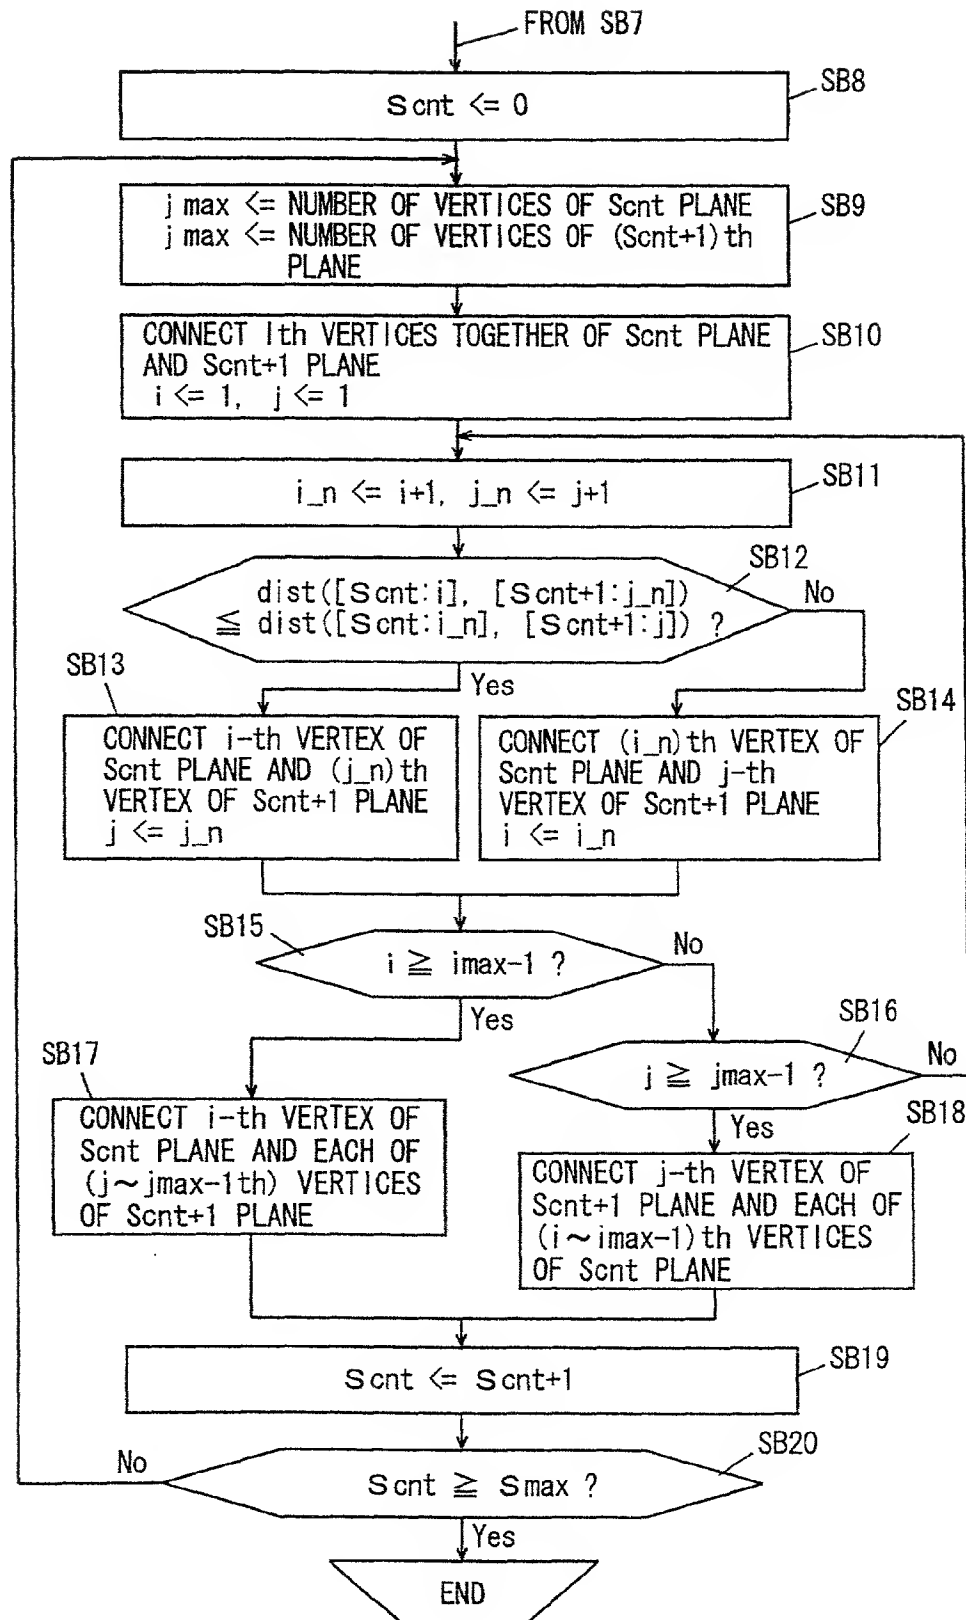 FROM SB7
SB8
Scnt <= 0
SB9
j max <= NUMBER OF VERTICES OF Scnt PLANE
j max <= NUMBER OF VERTICES OF (Scnt+1)th
PLANE
SB10
CONNECT Ith VERTICES TOGETHER OF Scnt PLANE
AND Scnt+1 PLANE
i <= 1, j <= 1
SB11
i_n <= i+1, j_n <= j+1
SB12
dist([Scnt:i], [Scnt+1:j_n])
≦ dist([Scnt:i_n], [Scnt+1:j]) ?
No
Yes
SB13
CONNECT i-th VERTEX OF
Scnt PLANE AND (j_n)th
VERTEX OF Scnt+1 PLANE
j <= j_n
SB14
CONNECT (i_n)th VERTEX OF
Scnt PLANE AND j-th
VERTEX OF Scnt+1 PLANE
i <= i_n
SB15
i ≧ imax-1 ?
No
Yes
SB16
j ≧ jmax-1 ?
No
Yes
SB17
CONNECT i-th VERTEX OF
Scnt PLANE AND EACH OF
(j~jmax-1th) VERTICES
OF Scnt+1 PLANE
SB18
CONNECT j-th VERTEX OF
Scnt+1 PLANE AND EACH OF
(i~imax-1)th VERTICES
OF Scnt PLANE
SB19
Scnt <= Scnt+1
SB20
Scnt ≧ Smax ?
No
Yes
END